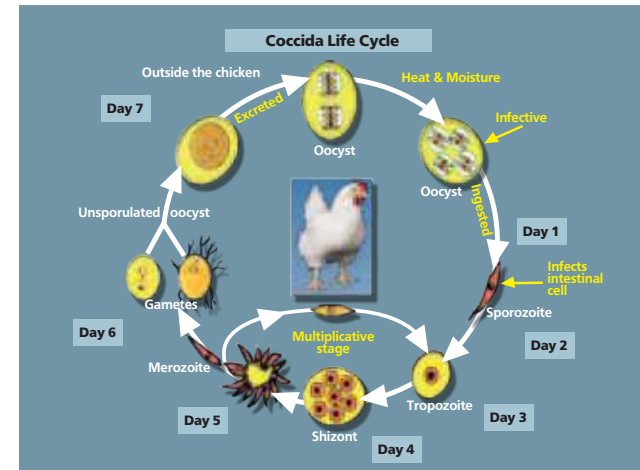 Coccida Life Cycle
Outside the chicken
Heat & Moisture
Day 7
Excreted
Infective
Oocyst
Oocyst
Ingested
Unsporulated oocyst
Day 1
Infects
intestinal
cell
Gametes
Sporozoite
Day 6
Multiplicative
stage
Day 2
Merozoite
Tropozoite
Day 3
Day 5
Shizont
Day 4